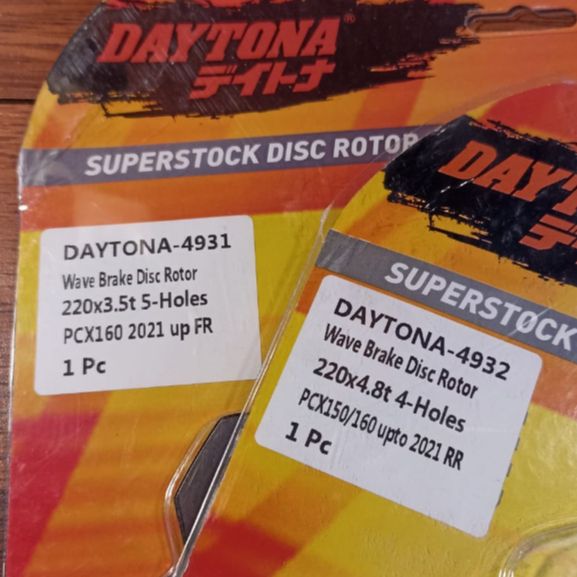 DAYTONA®
デイトナ
SUPERSTOCK DISC ROTOR
DAYTONA-4931
Wave Brake Disc Rotor
220x3.5t 5-Holes
PCX160 2021 up FR
1 Pc
SUPERSTOCK
DAYTONA-4932
Wave Brake Disc Rotor
220x4.8t 4-Holes
PCX150/160 upto 2021 RR
1 Pc